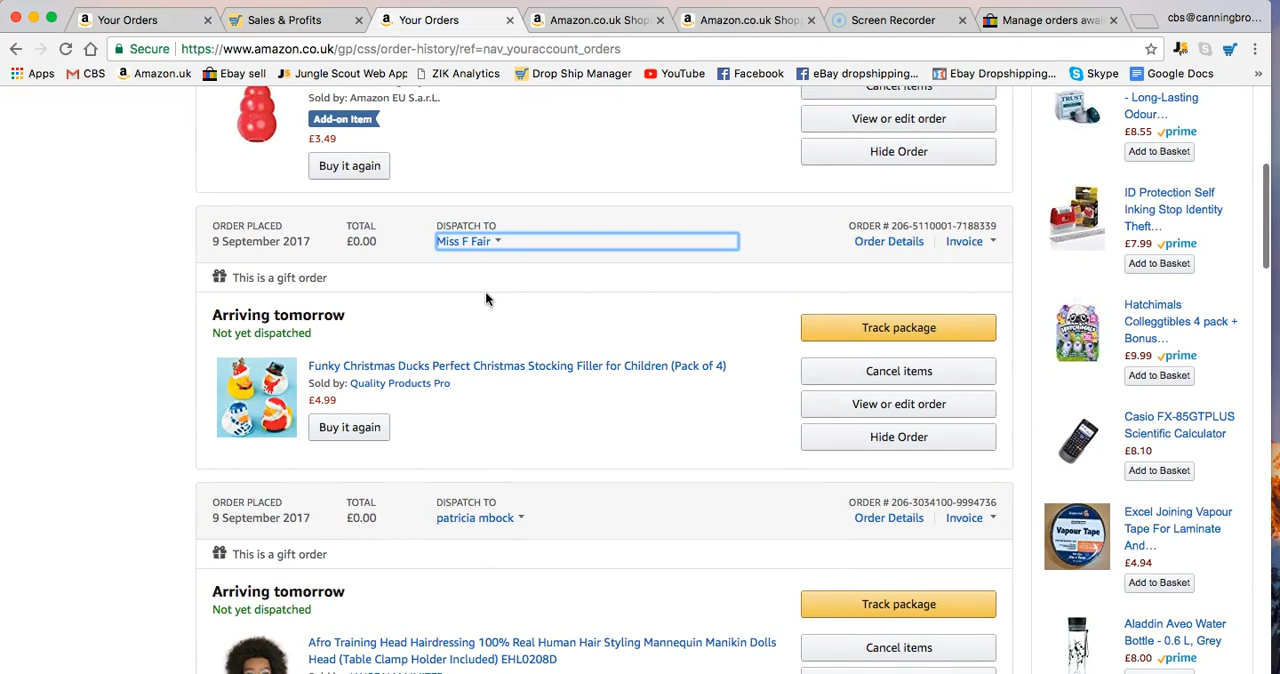 Your Orders
Sales & Profits
Your Orders
Amazon.co.uk Shop
Amazon.co.uk Shop
Screen Recorder
Manage orders awai
cbs@canningbro...
Secure
https://www.amazon.co.uk/gp/css/order-history/ref=nav_youraccount_orders
Apps
CBS
Amazon.uk
Ebay sell
Jungle Scout Web App
ZIK Analytics
Drop Ship Manager
YouTube
Facebook
eBay dropshipping...
Ebay Dropshipping...
Skype
Google Docs
Sold by: Amazon EU S.a.r.L.
Add-on Item
£3.49
Buy it again
Cancel items
View or edit order
Hide Order
ORDER PLACED
9 September 2017
TOTAL
£0.00
DISPATCH TO
Miss F Fair
ORDER # 206-5110001-7188339
Order Details
Invoice
This is a gift order
Arriving tomorrow
Not yet dispatched
Funky Christmas Ducks Perfect Christmas Stocking Filler for Children (Pack of 4)
Sold by: Quality Products Pro
£4.99
Buy it again
Track package
Cancel items
View or edit order
Hide Order
ORDER PLACED
9 September 2017
TOTAL
£0.00
DISPATCH TO
patricia mbock
ORDER # 206-3034100-9994736
Order Details
Invoice
This is a gift order
Arriving tomorrow
Not yet dispatched
Afro Training Head Hairdressing 100% Real Human Hair Styling Mannequin Manikin Dolls
Head (Table Clamp Holder Included) EHL0208D
Track package
Cancel items
- Long-Lasting
Odour...
£8.55 prime
Add to Basket
ID Protection Self
Inking Stop Identity
Theft...
£7.99 prime
Add to Basket
Hatchimals
Colleggtibles 4 pack +
Bonus...
£9.99 prime
Add to Basket
Casio FX-85GTPLUS
Scientific Calculator
£8.10
Add to Basket
Excel Joining Vapour
Tape For Laminate
And...
£4.94
Add to Basket
Aladdin Aveo Water
Bottle - 0.6 L, Grey
£8.00 prime